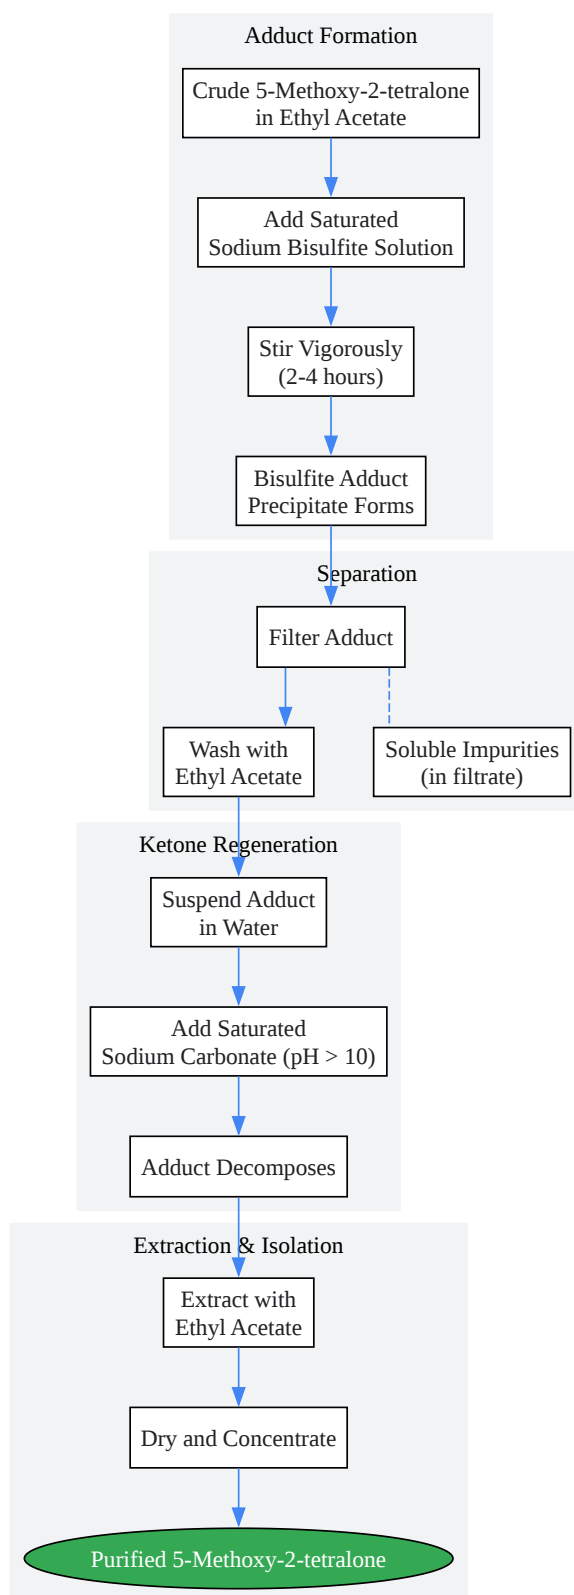 Adduct Formation
Crude 5-Methoxy-2-tetralone
in Ethyl Acetate
Add Saturated
Sodium Bisulfite Solution
Stir Vigorously
(2-4 hours)
Bisulfite Adduct
Precipitate Forms
Separation
Filter Adduct
Wash with
Ethyl Acetate
Soluble Impurities
(in filtrate)
Ketone Regeneration
Suspend Adduct
in Water
Add Saturated
Sodium Carbonate (pH > 10)
Adduct Decomposes
Extraction & Isolation
Extract with
Ethyl Acetate
Dry and Concentrate
Purified 5-Methoxy-2-tetralone